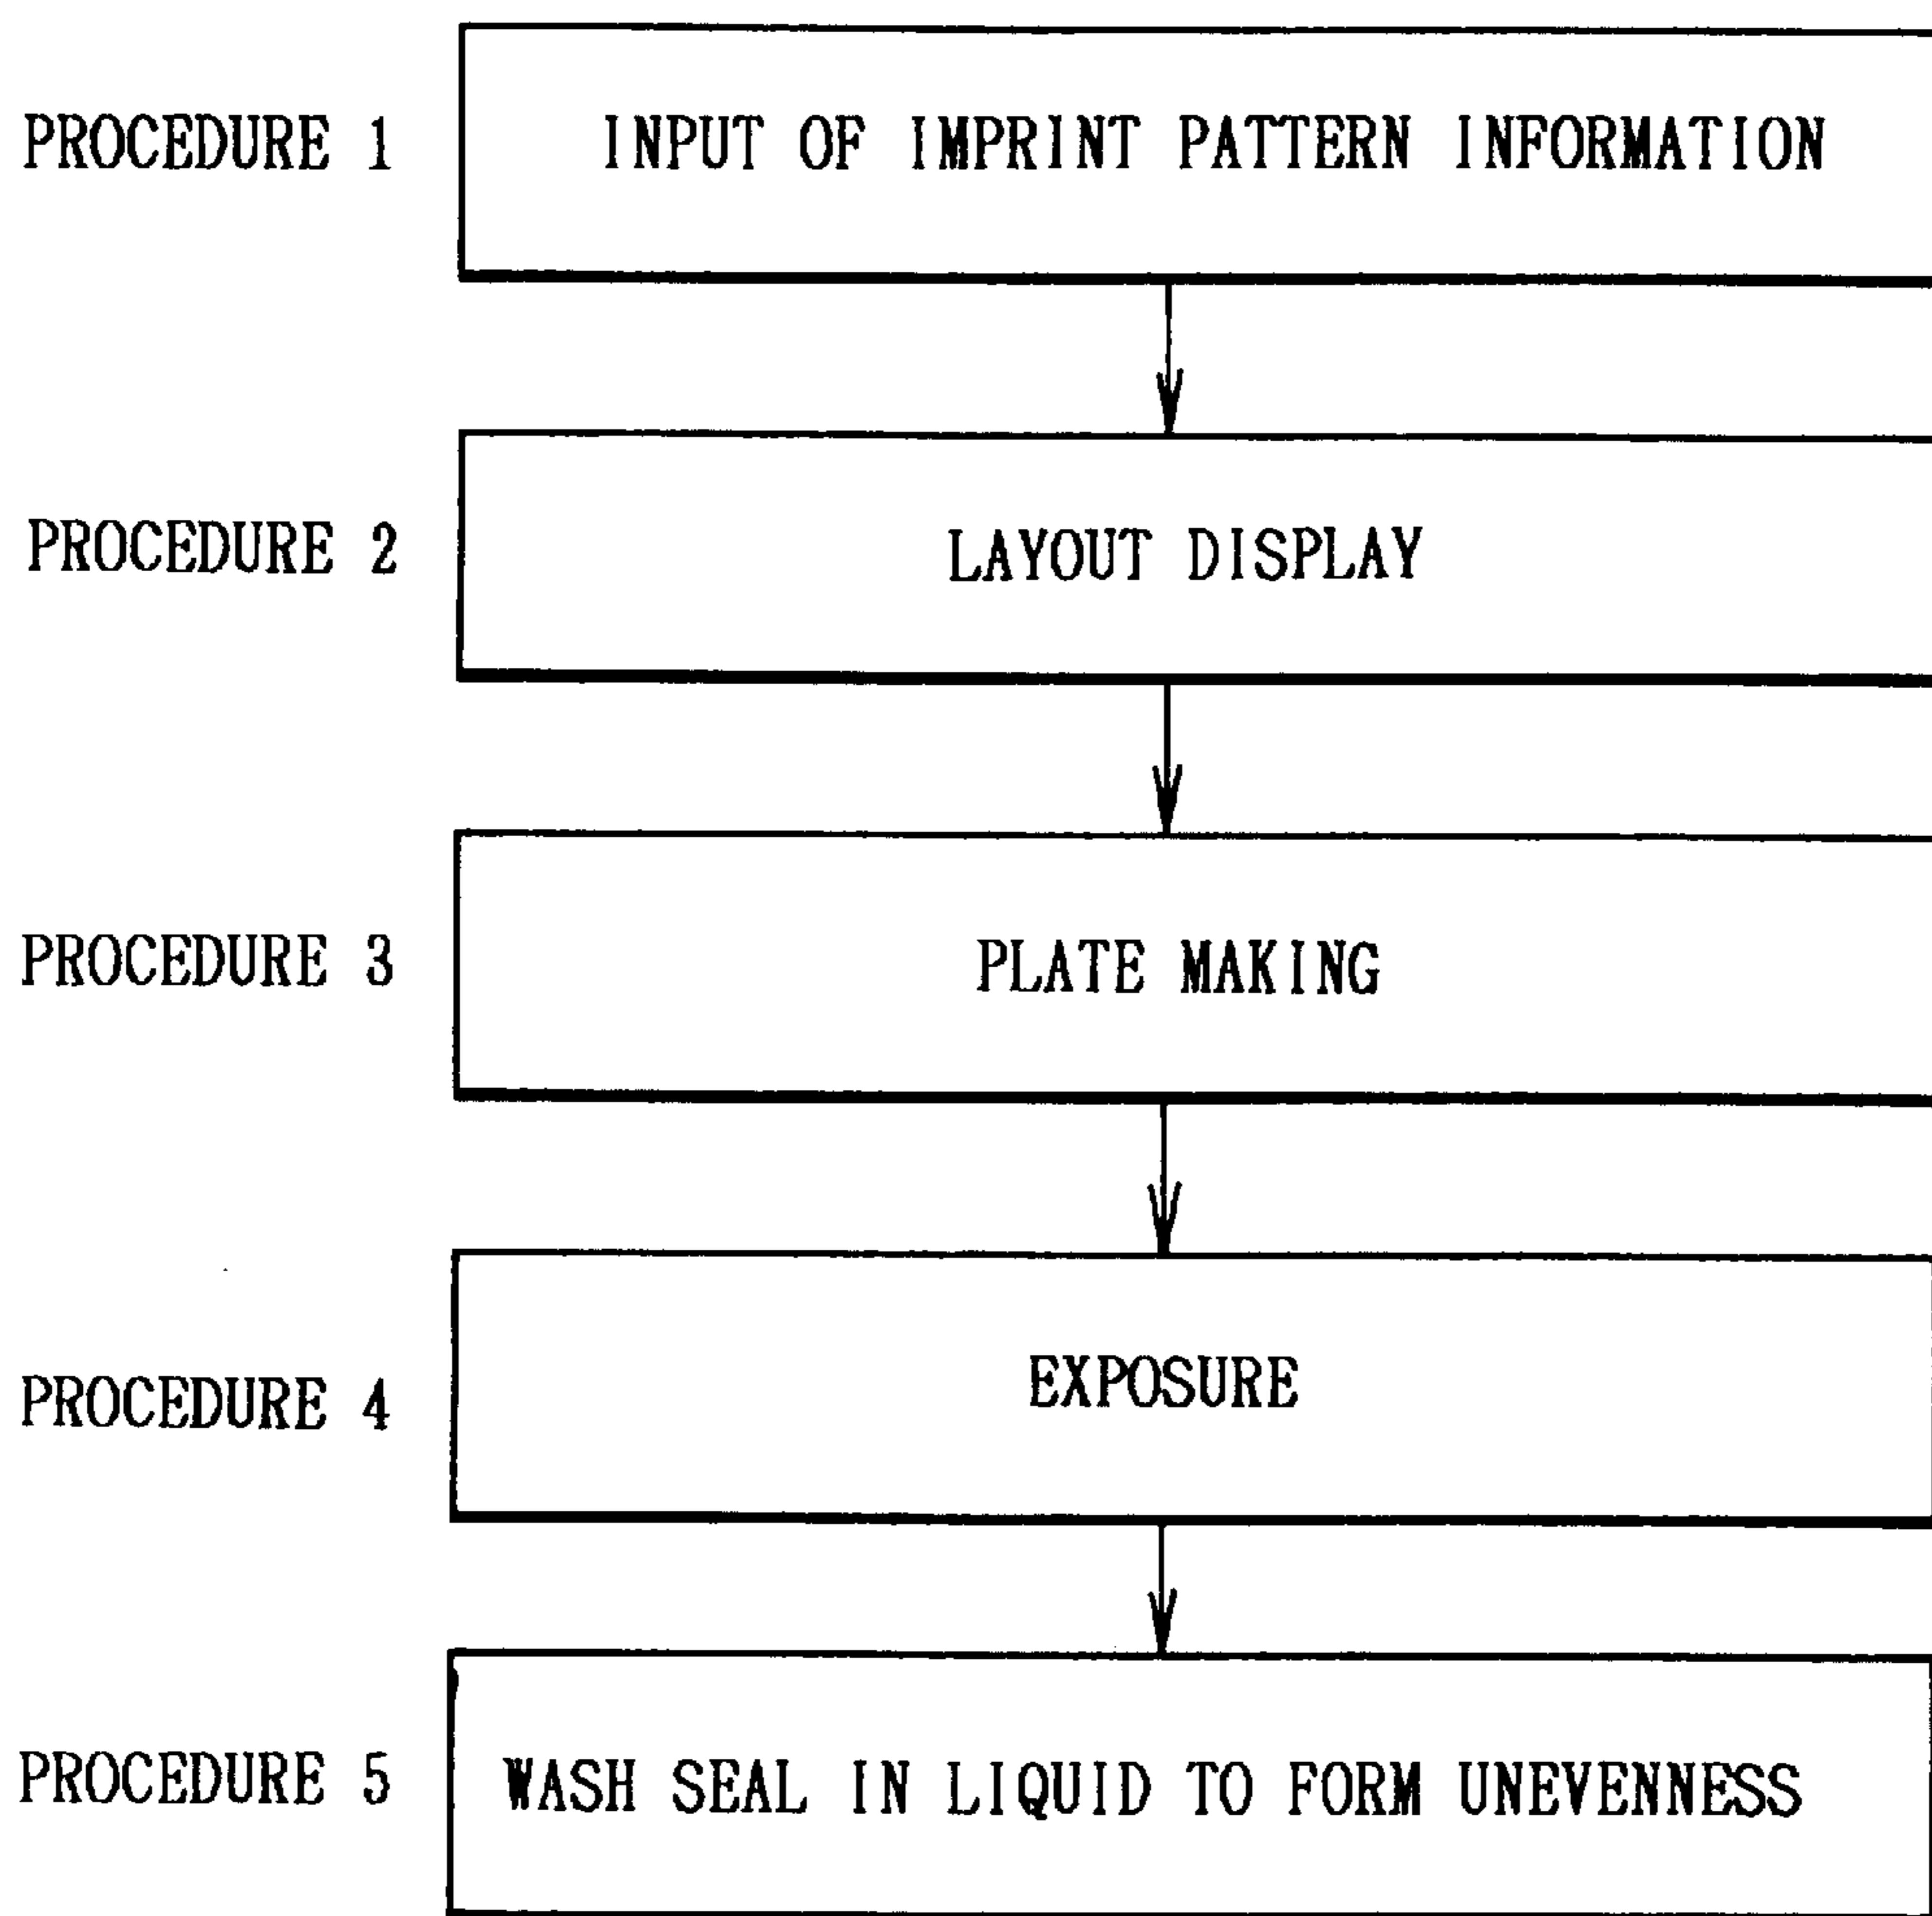 PROCEDURE 1 INPUT OF IMPRINT PATTERN INFORMATION
PROCEDURE 2 LAYOUT DISPLAY
PROCEDURE 3 PLATE MAKING
PROCEDURE 4 EXPOSURE
PROCEDURE 5 WASH SEAL IN LIQUID TO FORM UNEVENNESS